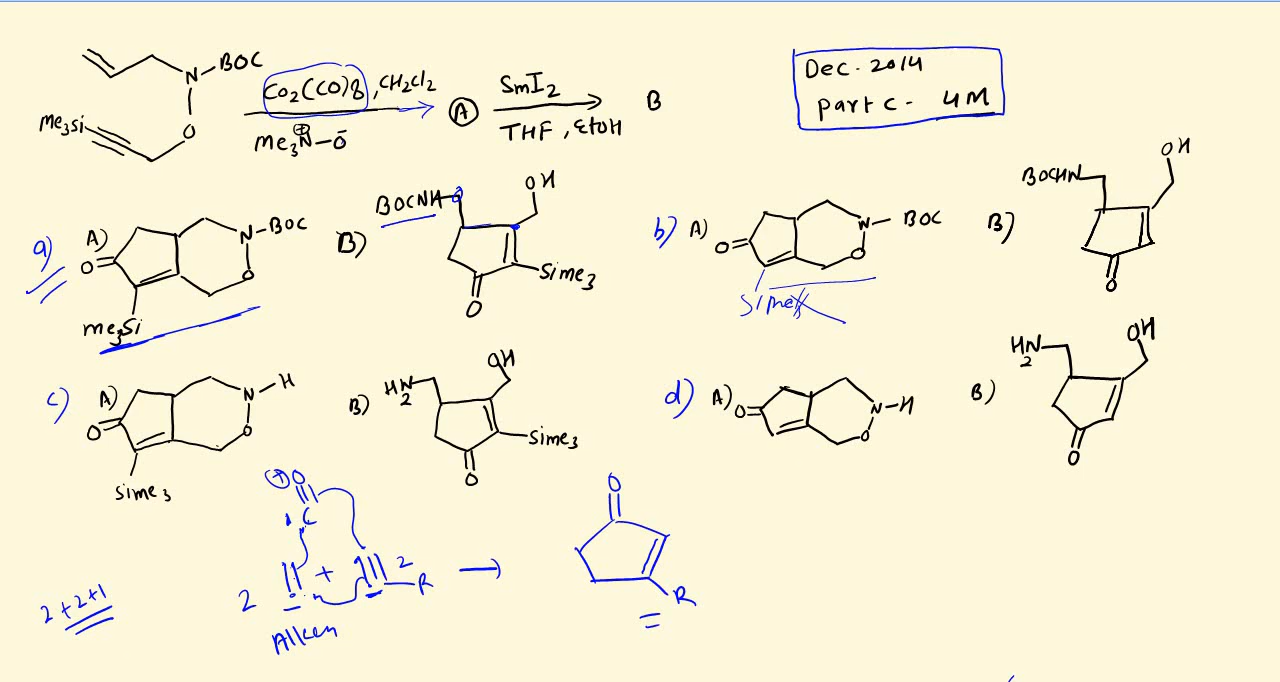 Dec. 2014
Part C - 4M
N-BOC
O
Me3Si
Co2(CO)8, CH2Cl2
Me3N⊕-Ō
A
SmI2
THF, EtOH
B
a) A)
O
N-BOC
O
Me3Si
B)
BOCNH
OH
SiMe3
O
b) A)
O
N-BOC
O
B)
BOCHN
OH
O
c) A)
O
N-H
O
SiMe3
B)
H2N
OH
SiMe3
O
d) A)
O
N-H
O
B)
H2N
OH
O
2+2+1
2
Alken
+
O
C
2
R
O
R